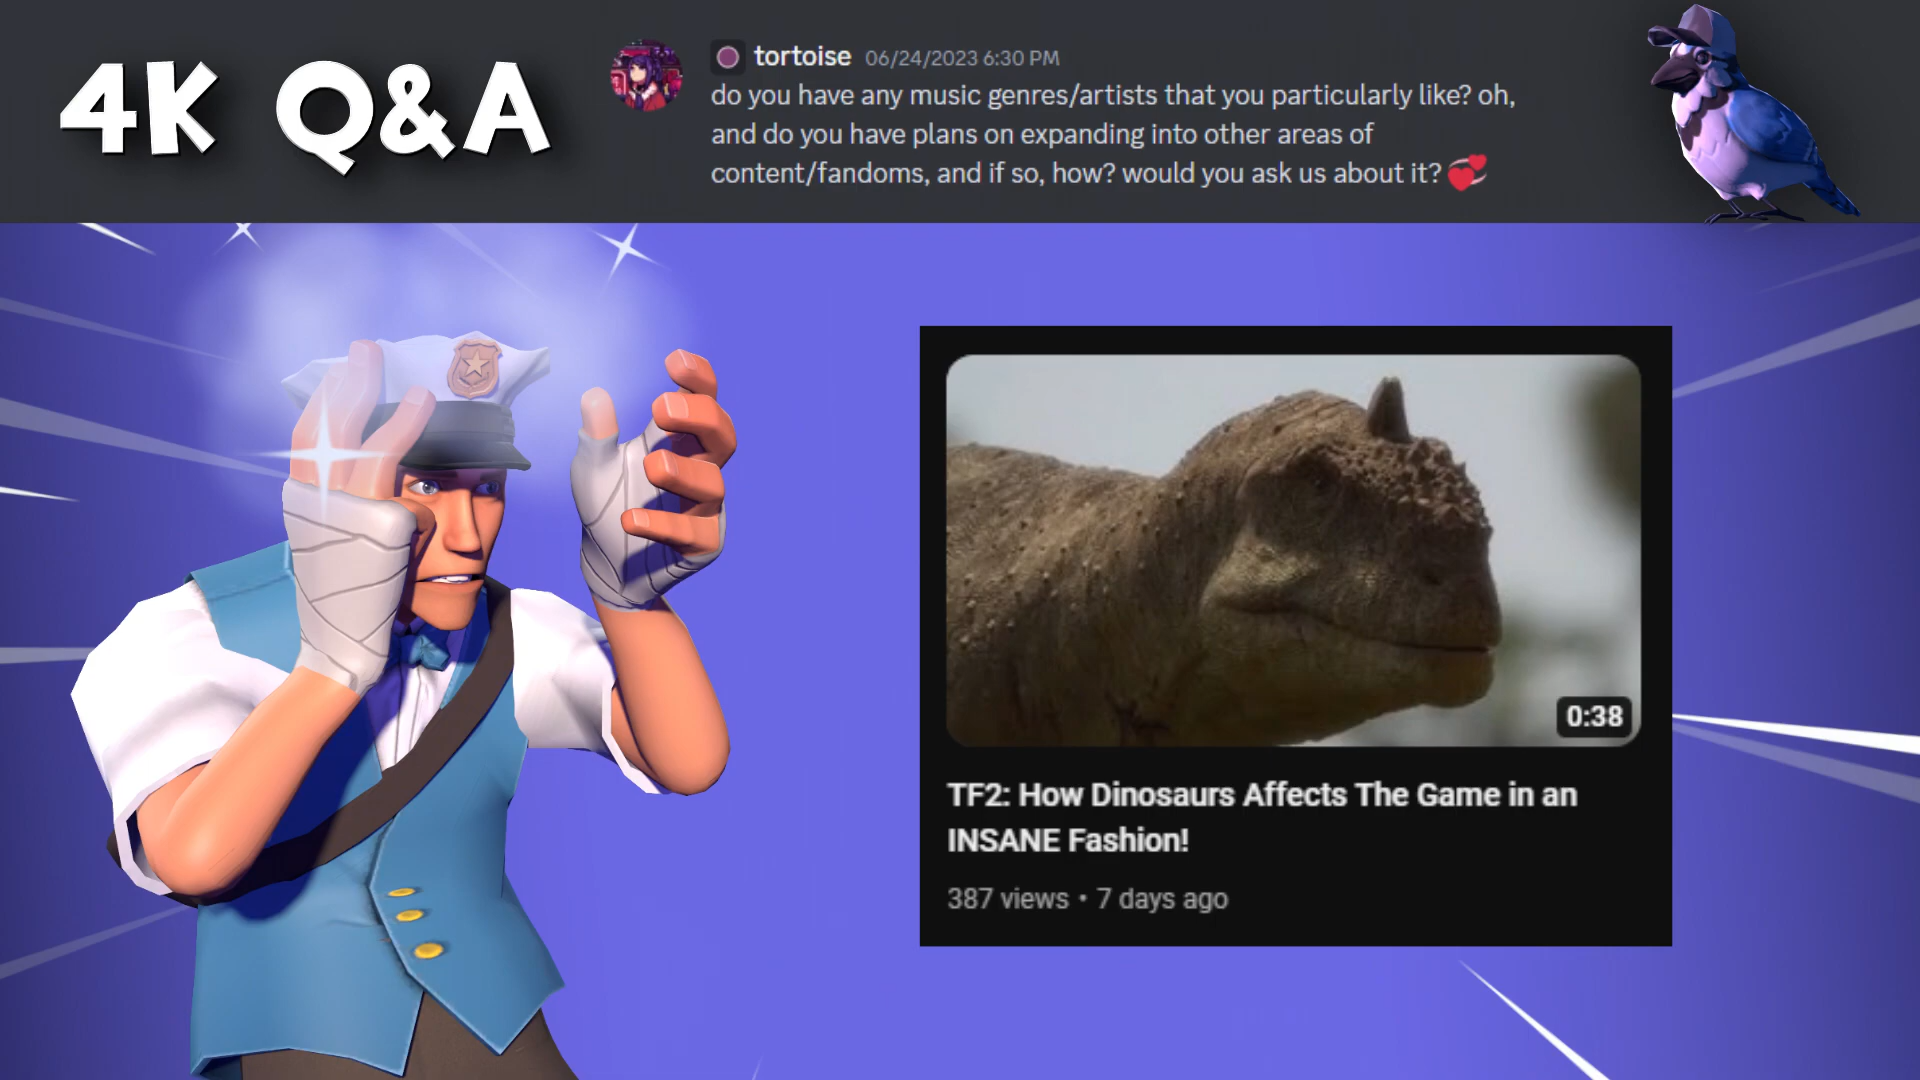 4K Q&A
tortoise 06/24/2023 6:30 PM
do you have any music genres/artists that you particularly like? oh,
and do you have plans on expanding into other areas of
content/fandoms, and if so, how? would you ask us about it? 💞
0:38
TF2: How Dinosaurs Affects The Game in an
INSANE Fashion!
387 views • 7 days ago